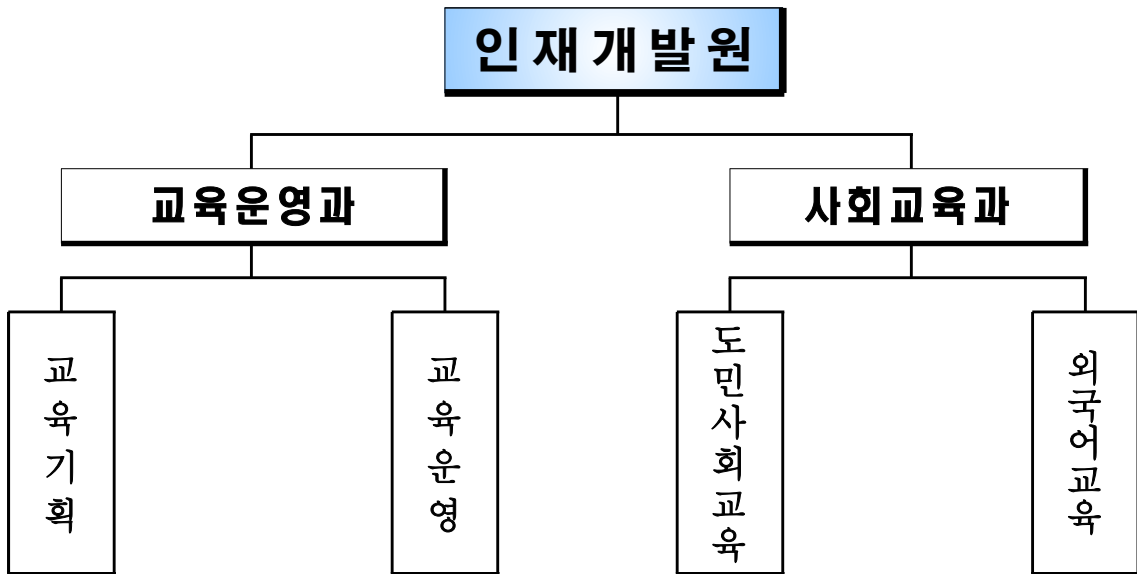 인재개발원
교육운영과
사회교육과
교육기획
교육운영
도민사회교육
외국어교육